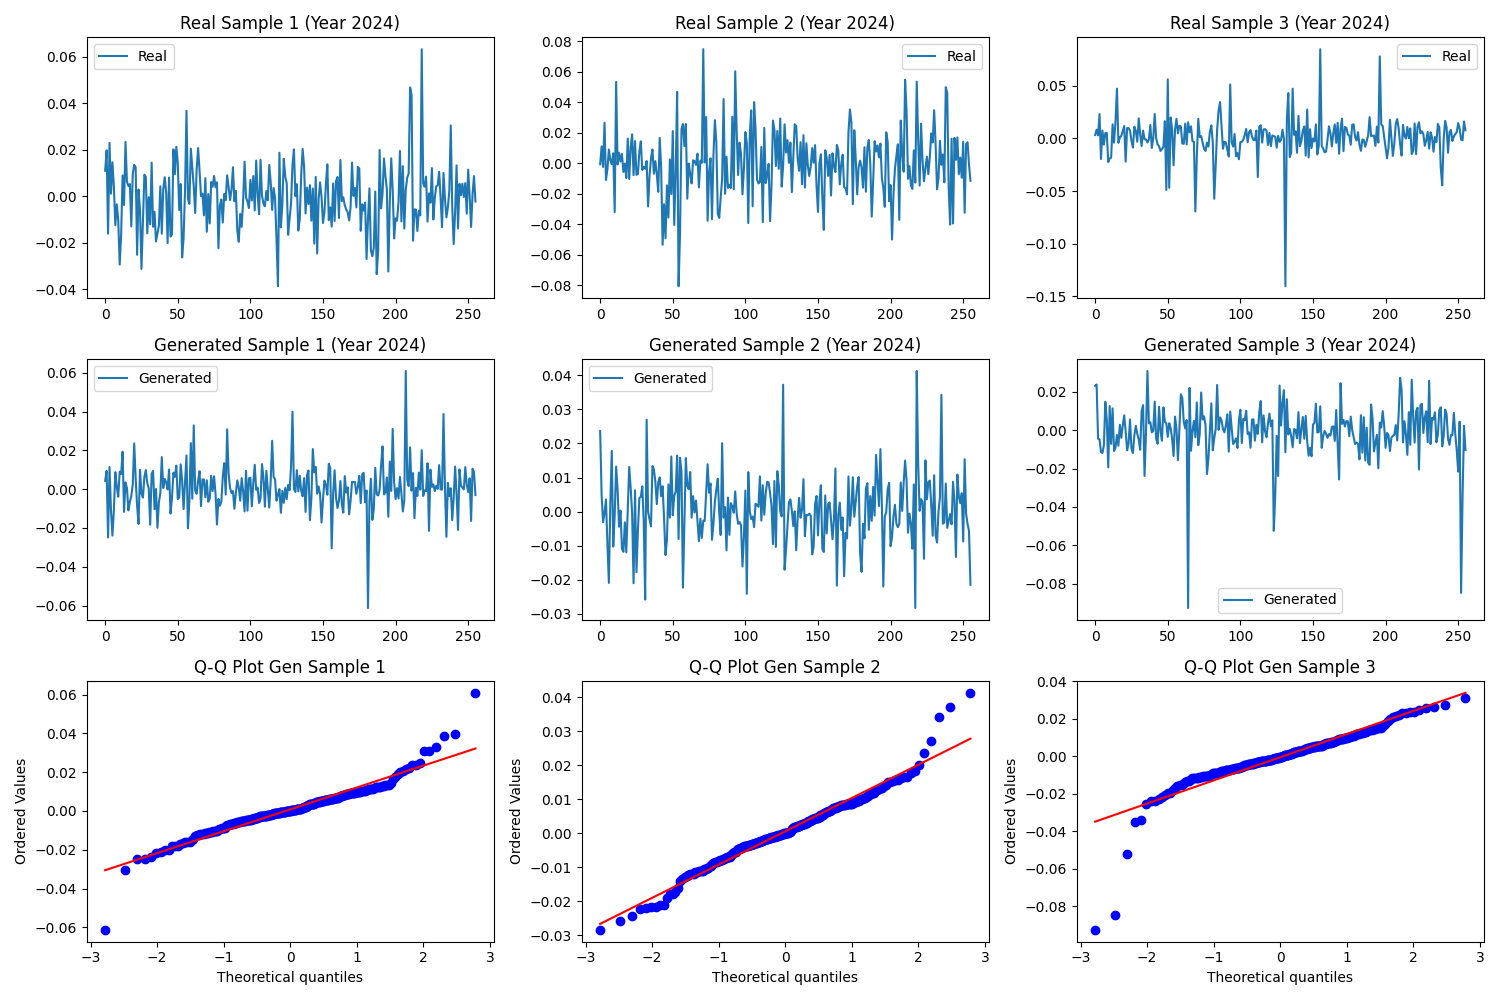 Real Sample 1 (Year 2024)
Real
0.06
0.04
0.02
0.00
−0.02
−0.04
0 50 100 150 200 250
Real Sample 2 (Year 2024)
Real
0.08
0.06
0.04
0.02
0.00
−0.02
−0.04
−0.06
−0.08
0 50 100 150 200 250
Real Sample 3 (Year 2024)
Real
0.05
0.00
−0.05
−0.10
−0.15
0 50 100 150 200 250
Generated Sample 1 (Year 2024)
Generated
0.06
0.04
0.02
0.00
−0.02
−0.04
−0.06
0 50 100 150 200 250
Generated Sample 2 (Year 2024)
Generated
0.04
0.03
0.02
0.01
0.00
−0.01
−0.02
−0.03
0 50 100 150 200 250
Generated Sample 3 (Year 2024)
0.02
0.00
−0.02
−0.04
−0.06
−0.08
Generated
0 50 100 150 200 250
Q-Q Plot Gen Sample 1
Ordered Values
0.06
0.04
0.02
0.00
−0.02
−0.04
−0.06
−3 −2 −1 0 1 2 3
Theoretical quantiles
Q-Q Plot Gen Sample 2
Ordered Values
0.04
0.03
0.02
0.01
0.00
−0.01
−0.02
−0.03
−3 −2 −1 0 1 2 3
Theoretical quantiles
Q-Q Plot Gen Sample 3
Ordered Values
0.04
0.02
0.00
−0.02
−0.04
−0.06
−0.08
−3 −2 −1 0 1 2 3
Theoretical quantiles